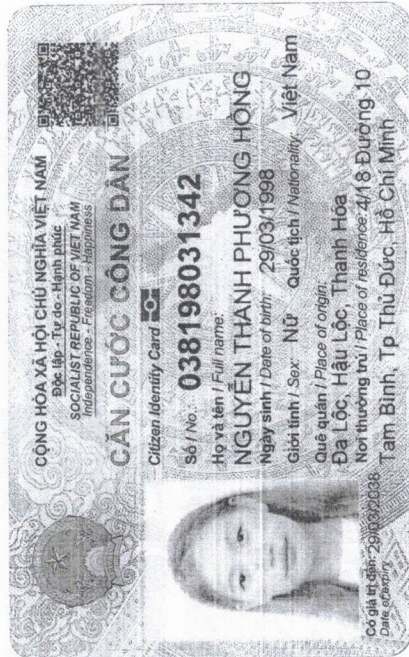 CỘNG HÒA XÃ HỘI CHỦ NGHĨA VIỆT NAM
Độc lập - Tự do - Hạnh phúc
SOCIALIST REPUBLIC OF VIET NAM
Independence - Freedom - Happiness
CĂN CƯỚC CÔNG DÂN
Citizen Identity Card
Số / No.: 038198031342
Họ và tên / Full name:
NGUYỄN THANH PHƯƠNG HỒNG
Ngày sinh / Date of birth: 29/03/1998
Giới tính / Sex: Nữ Quốc tịch / Nationality: Việt Nam
Quê quán / Place of origin:
Đa Lộc, Hậu Lộc, Thanh Hóa
Nơi thường trú / Place of residence: 4/18 Đường 10
Tam Bình, Tp Thủ Đức, Hồ Chí Minh
Có giá trị đến: 29/03/2038
Date of expiry